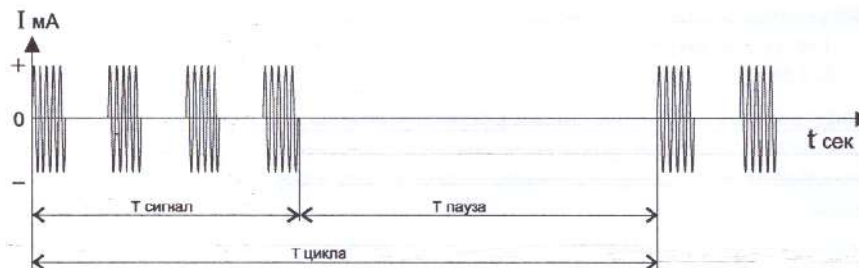 I мА
+
0
−
t сек
Т сигнал
Т пауза
Т цикла